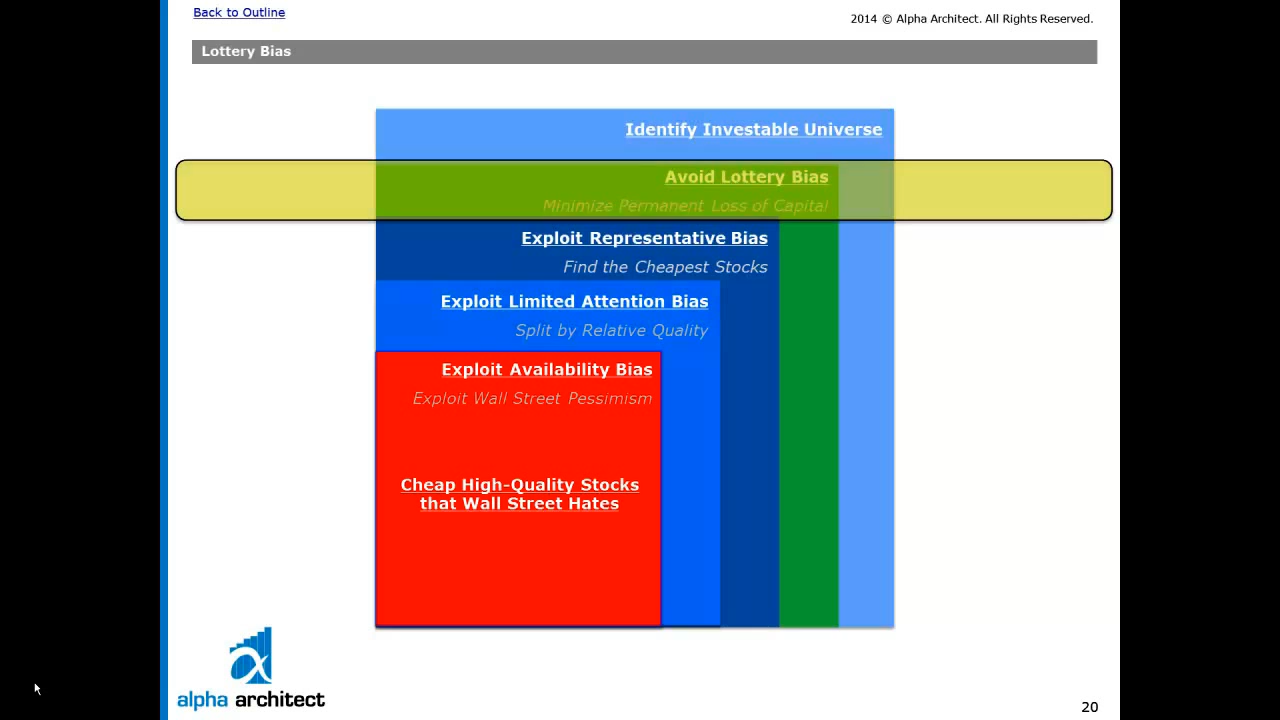 Back to Outline
2014 © Alpha Architect. All Rights Reserved.
Lottery Bias
Identify Investable Universe
Avoid Lottery Bias
Minimize Permanent Loss of Capital
Exploit Representative Bias
Find the Cheapest Stocks
Exploit Limited Attention Bias
Split by Relative Quality
Exploit Availability Bias
Exploit Wall Street Pessimism
Cheap High-Quality Stocks
that Wall Street Hates
alpha architect
20